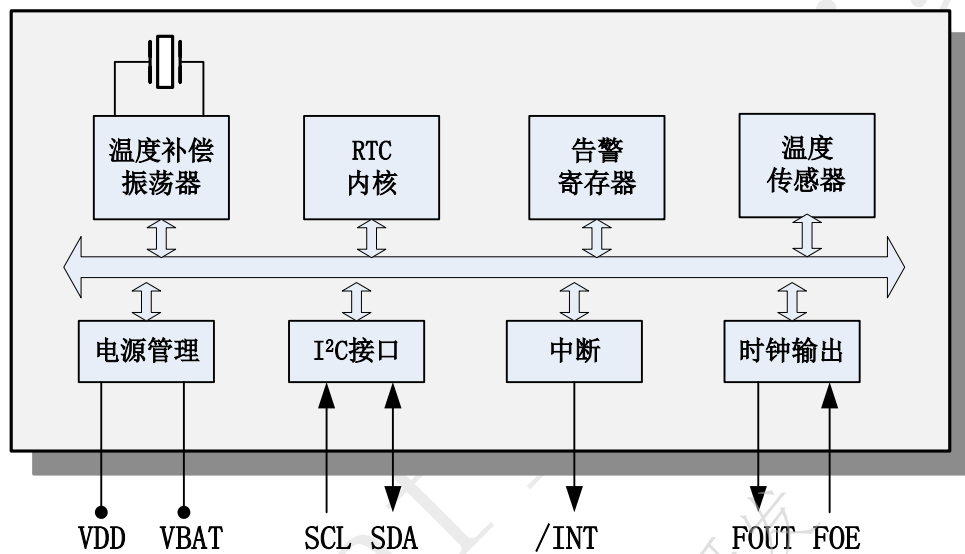 温度补偿
振荡器
RTC
内核
告警
寄存器
温度
传感器
电源管理
I²C接口
中断
时钟输出
VDD VBAT SCL SDA /INT FOUT FOE